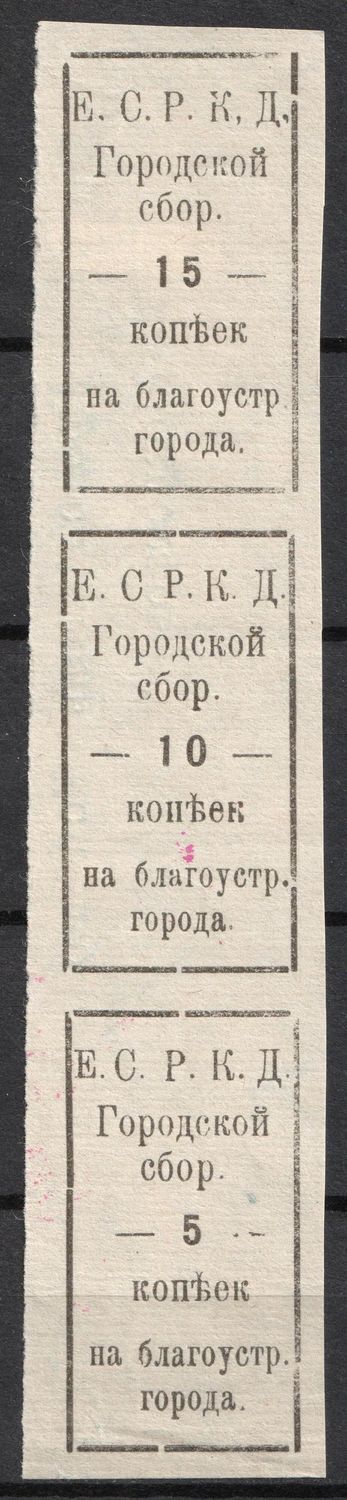 Е. С. Р. К. Д.
Городской
сбор.
— 15 —
копѣек
на благоустр.
города.
Е. С Р. К. Д.
Городской
сбор.
— 10 —
копѣек
на благоустр.
города.
Е. С. Р. К. Д.
Городской
сбор.
— 5 —
копѣек
на благоустр.
города.